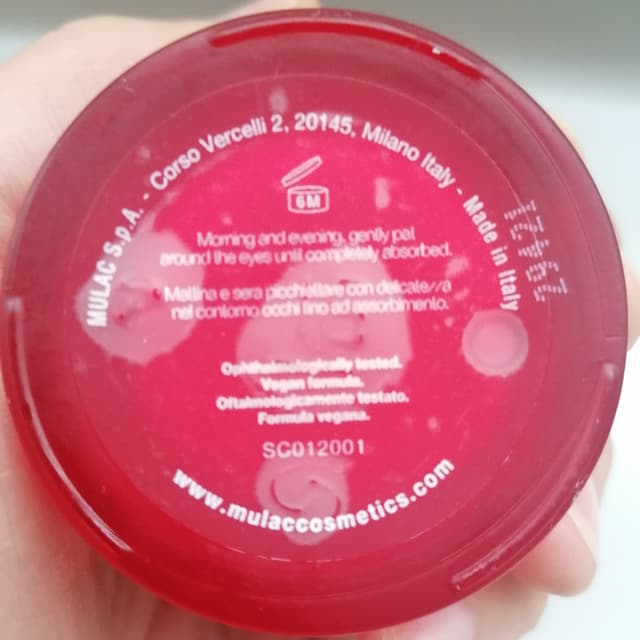 MULAC S.p.A. - Corso Vercelli 2, 20145, Milano Italy - Made in Italy
6M
Morning and evening, gently pat
around the eyes until completely absorbed.
Mattina e sera picchiettare con delicatezza
nel contorno occhi fino ad assorbimento.
Ophthalmologically tested.
Vegan formula.
Oftalmologicamente testato.
Formula vegana.
SC012001
www.mulaccosmetics.com